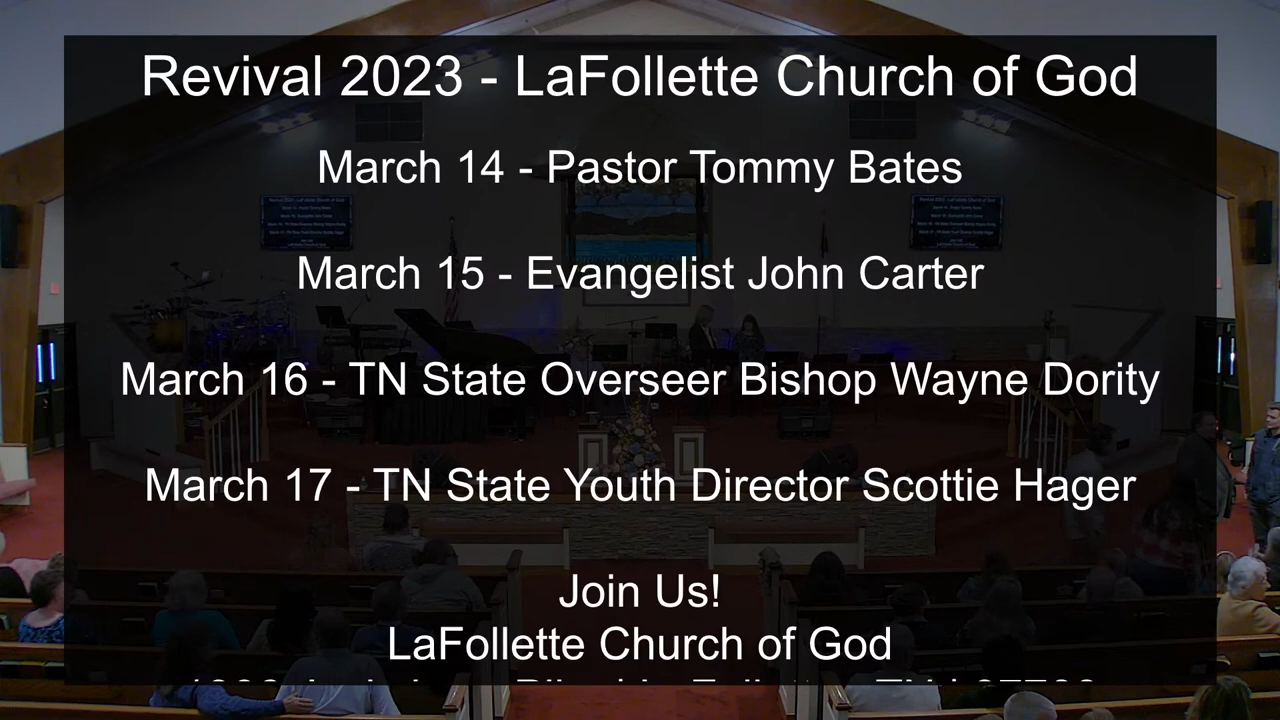 Revival 2023 - LaFollette Church of God
March 14 - Pastor Tommy Bates
March 15 - Evangelist John Carter
March 16 - TN State Overseer Bishop Wayne Dority
March 17 - TN State Youth Director Scottie Hager
Join Us!
LaFollette Church of God